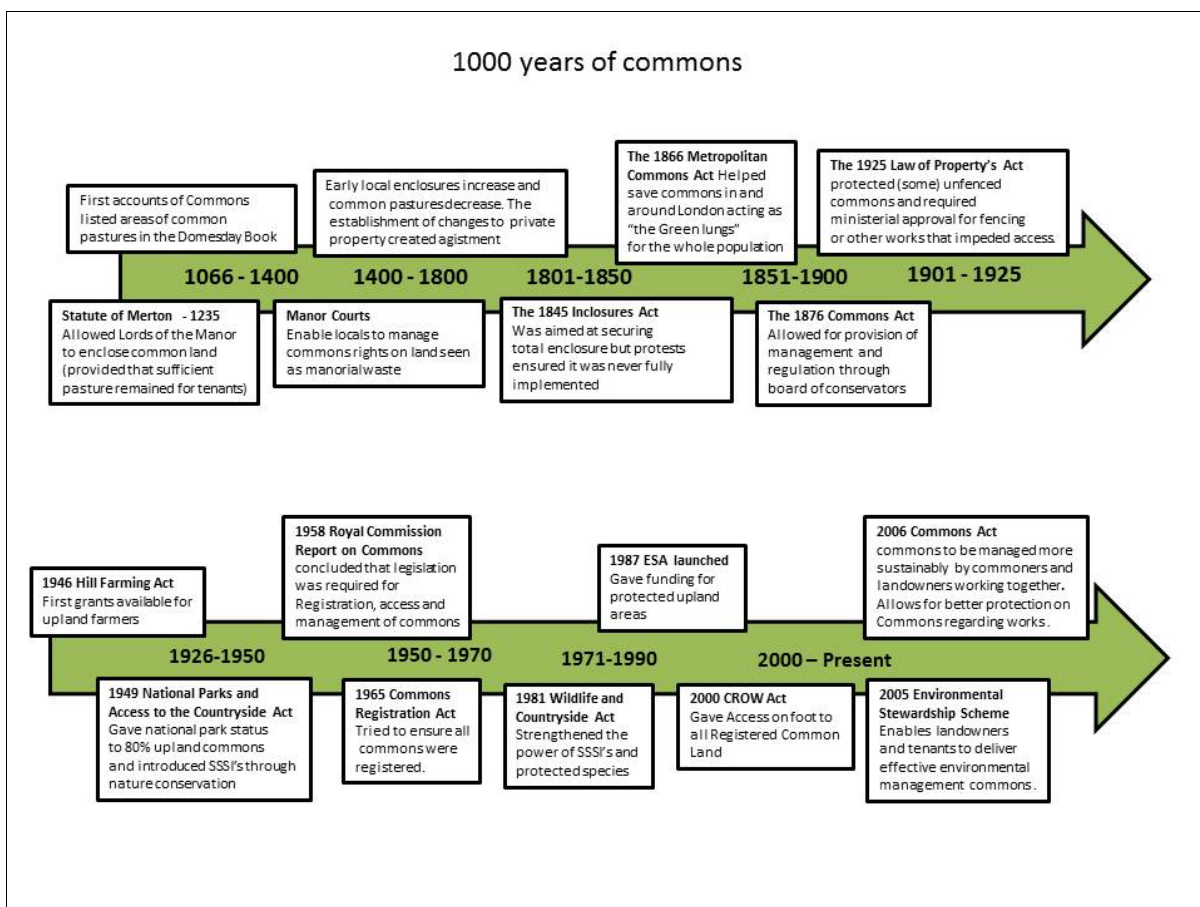 1000 years of commons
First accounts of Commons
listed areas of common
pastures in the Domesday Book
Early local enclosures increase and
common pastures decrease. The
establishment of changes to private
property created agistment
The 1866 Metropolitan
Commons Act Helped
save commons in and
around London acting as
"the Green lungs"
for the whole population
The 1925 Law of Property's Act
protected (some) unfenced
commons and required
ministerial approval for fencing
or other works that impeded access.
1066 - 1400
1400 - 1800
1801-1850
1851-1900
1901 - 1925
Statute of Merton - 1235
Allowed Lords of the Manor
to enclose common land
(provided that sufficient
pasture remained for tenants)
Manor Courts
Enable locals to manage
commons rights on land seen
as manorial waste
The 1845 Inclosures Act
Was aimed at securing
total enclosure but protests
ensured it was never fully
implemented
The 1876 Commons Act
Allowed for provision of
management and
regulation through
board of conservators
1946 Hill Farming Act
First grants available for
upland farmers
1958 Royal Commission
Report on Commons
concluded that legislation
was required for
Registration, access and
management of commons
1987 ESA launched
Gave funding for
protected upland
areas
2006 Commons Act
commons to be managed more
sustainably by commoners and
landowners working together.
Allows for better protection on
Commons regarding works.
1926-1950
1950 - 1970
1971-1990
2000 – Present
1949 National Parks and
Access to the Countryside Act
Gave national park status
to 80% upland commons
and introduced SSSI's through
nature conservation
1965 Commons
Registration Act
Tried to ensure all
commons were
registered.
1981 Wildlife and
Countryside Act
Strengthened the
power of SSSI's and
protected species
2000 CROW Act
Gave Access on foot to
all Registered Common
Land
2005 Environmental
Stewardship Scheme
Enables landowners
and tenants to deliver
effective environmental
management commons.